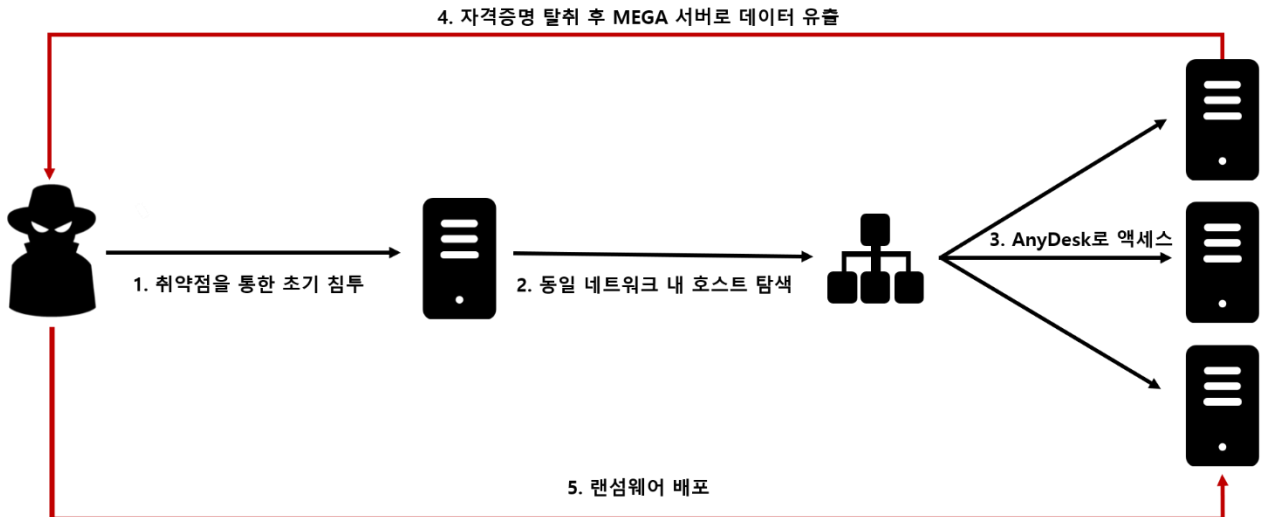 4. 자격증명 탈취 후 MEGA 서버로 데이터 유출
1. 취약점을 통한 초기 침투
2. 동일 네트워크 내 호스트 탐색
3. AnyDesk로 액세스
5. 랜섬웨어 배포